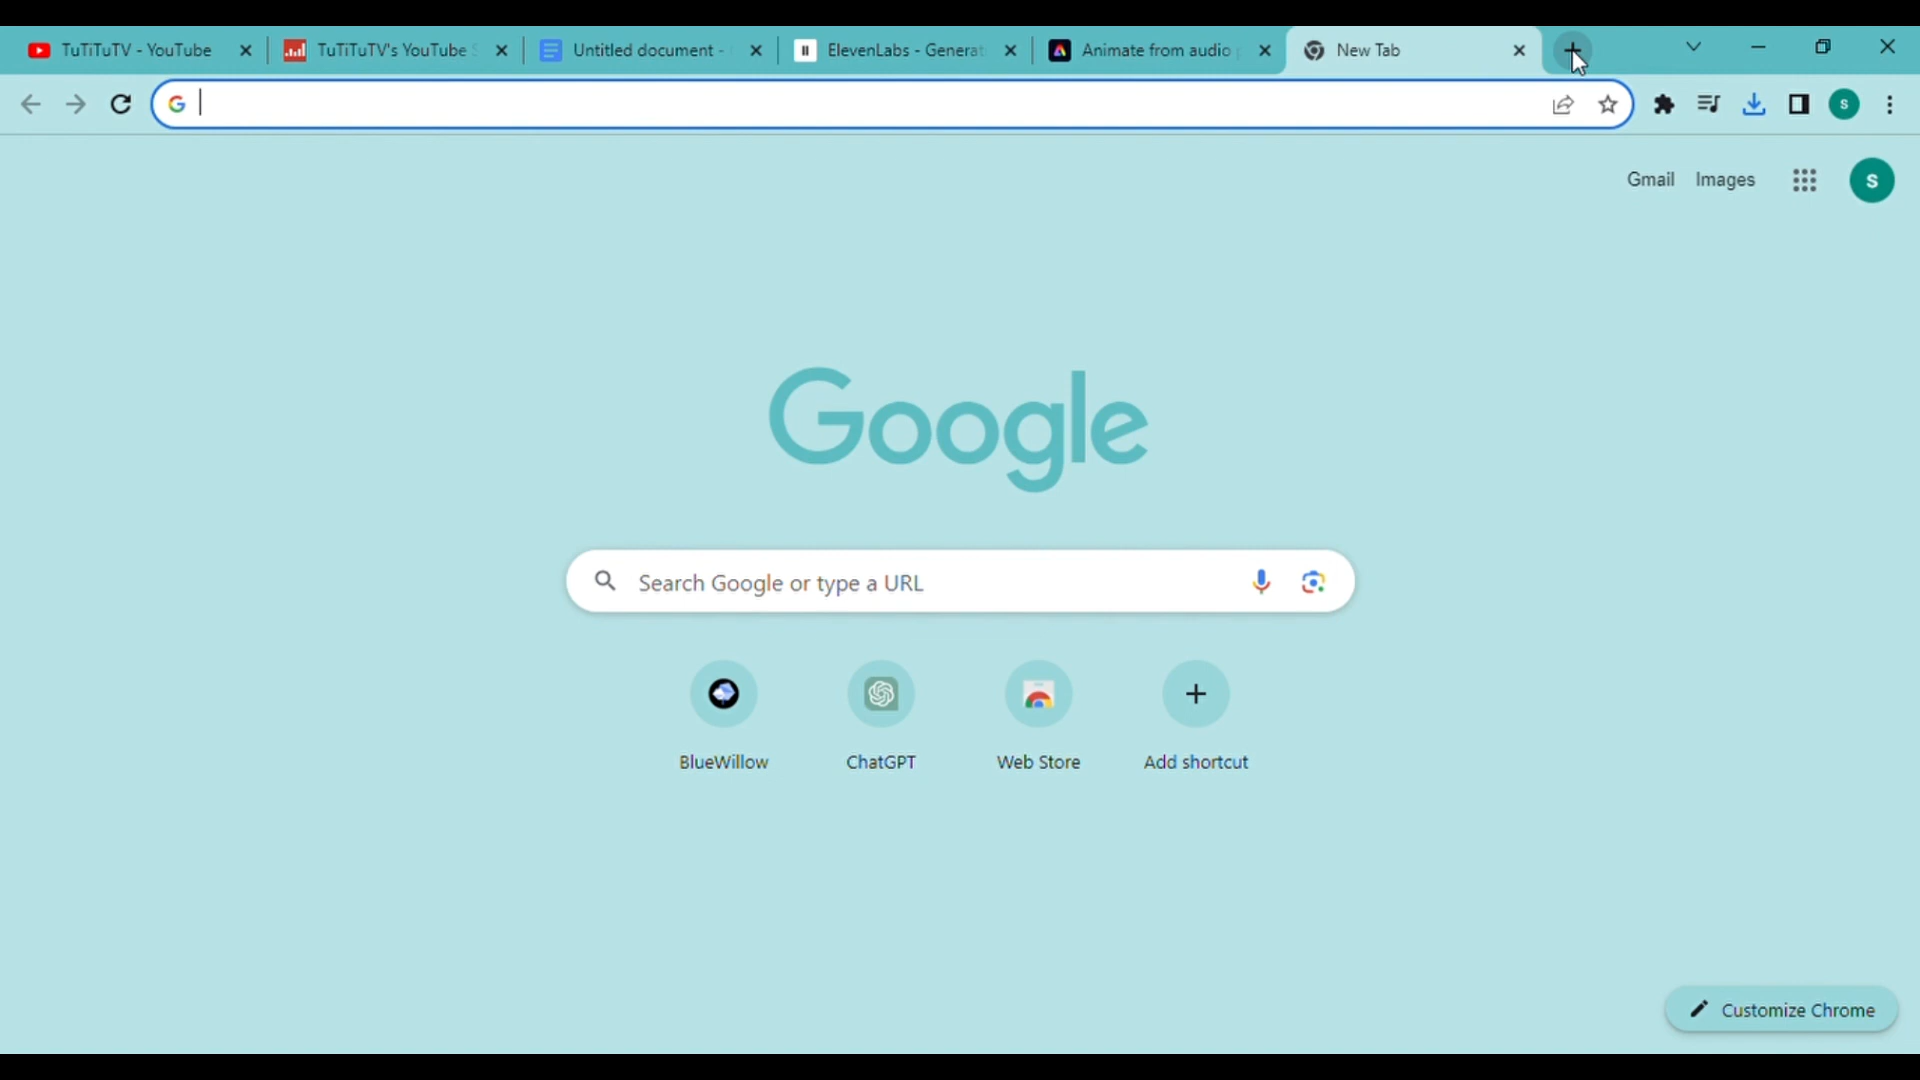 TuTiTuTV - YouTube
TuTiTuTV's YouTube S
Untitled document -
ElevenLabs - Generat
Animate from audio
New Tab
Gmail Images
S
S
Google
Search Google or type a URL
BlueWillow
ChatGPT
Web Store
Add shortcut
Customize Chrome